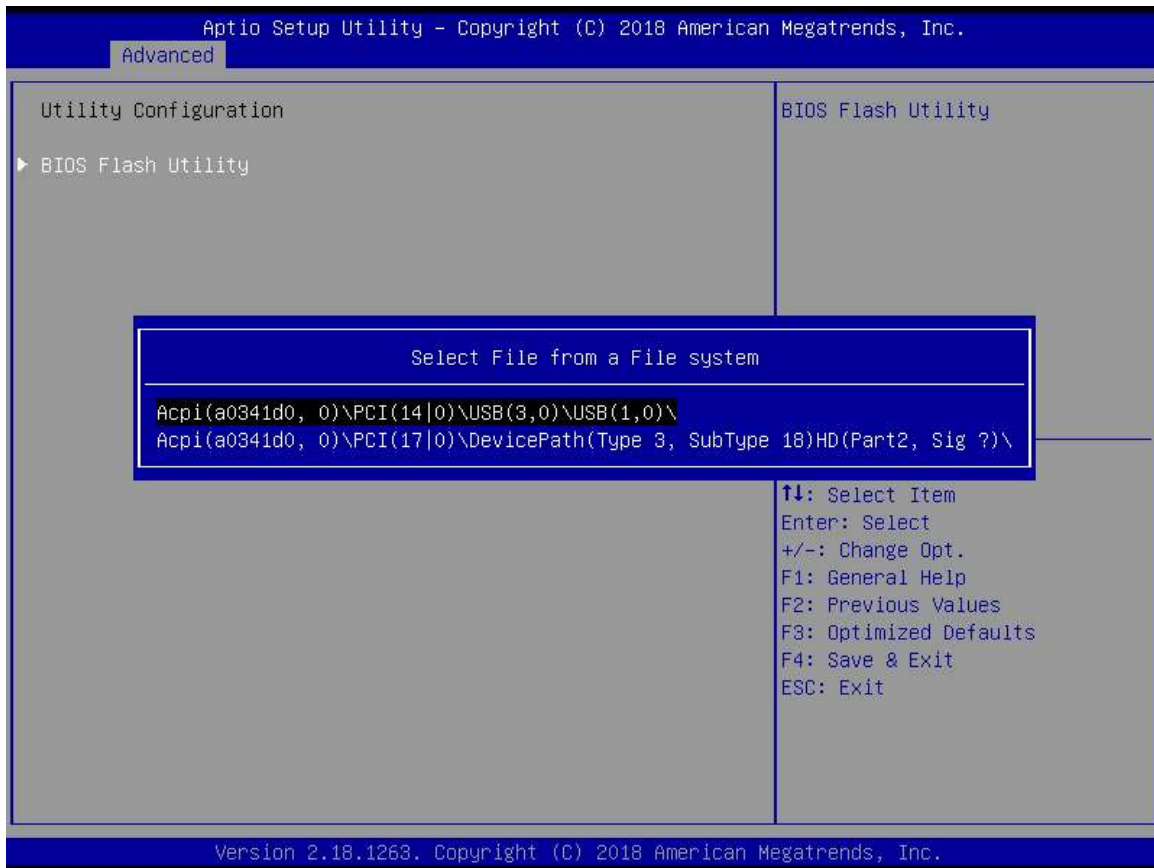 Aptio Setup Utility – Copyright (C) 2018 American Megatrends, Inc.
Advanced
Utility Configuration
BIOS Flash Utility
BIOS Flash Utility
Select File from a File system
Acpi(a0341d0, 0)\PCI(14|0)\USB(3,0)\USB(1,0)\
Acpi(a0341d0, 0)\PCI(17|0)\DevicePath(Type 3, SubType 18)HD(Part2, Sig ?)\
↑↓: Select Item
Enter: Select
+/-: Change Opt.
F1: General Help
F2: Previous Values
F3: Optimized Defaults
F4: Save & Exit
ESC: Exit
Version 2.18.1263. Copyright (C) 2018 American Megatrends, Inc.